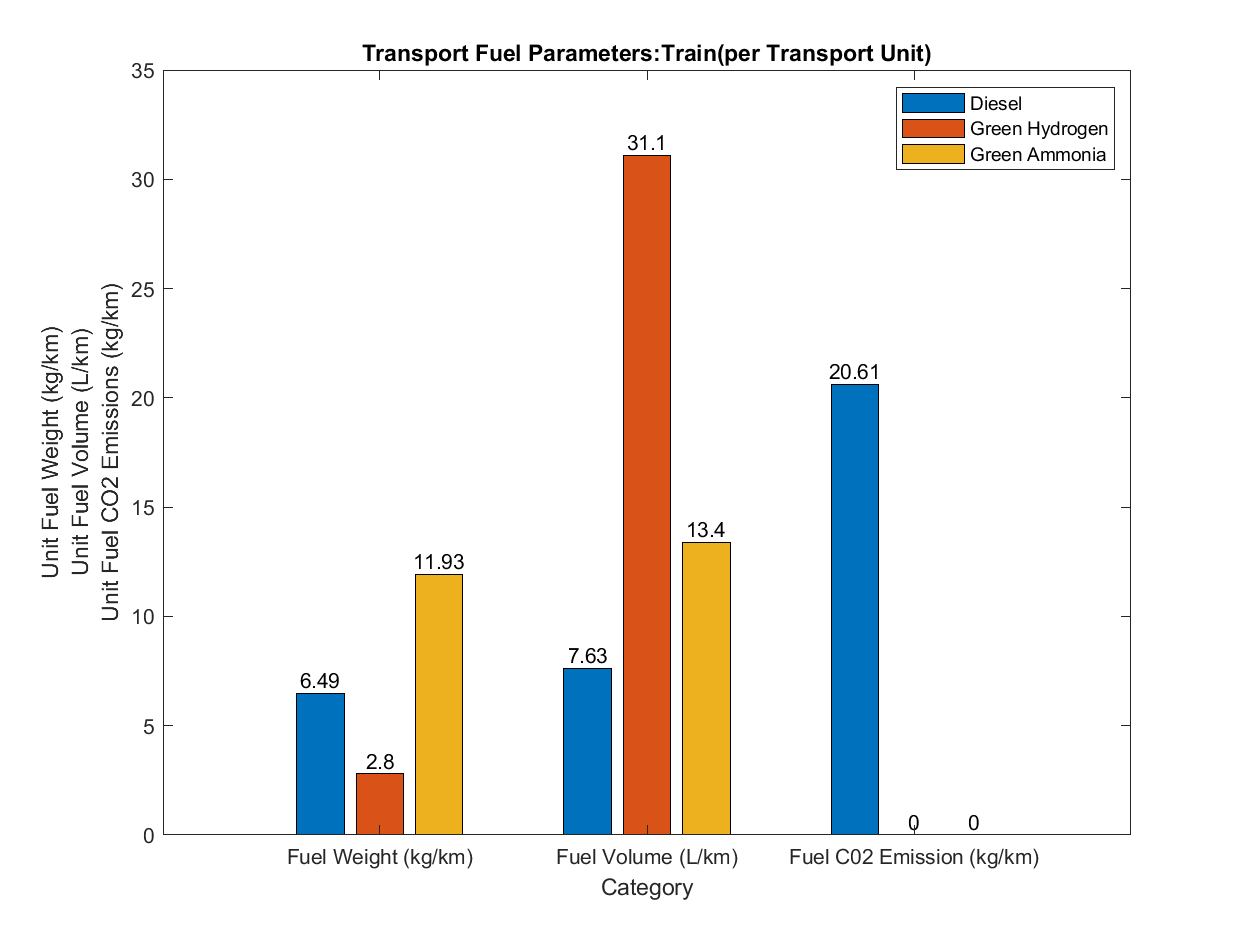 Transport Fuel Parameters:Train(per Transport Unit)
35
30
25
20
15
10
5
0
Unit Fuel Weight (kg/km)
Unit Fuel Volume (L/km)
Unit Fuel CO2 Emissions (kg/km)
Diesel
Green Hydrogen
Green Ammonia
6.49
2.8
11.93
7.63
31.1
13.4
20.61
0
0
Fuel Weight (kg/km)
Fuel Volume (L/km)
Fuel C02 Emission (kg/km)
Category